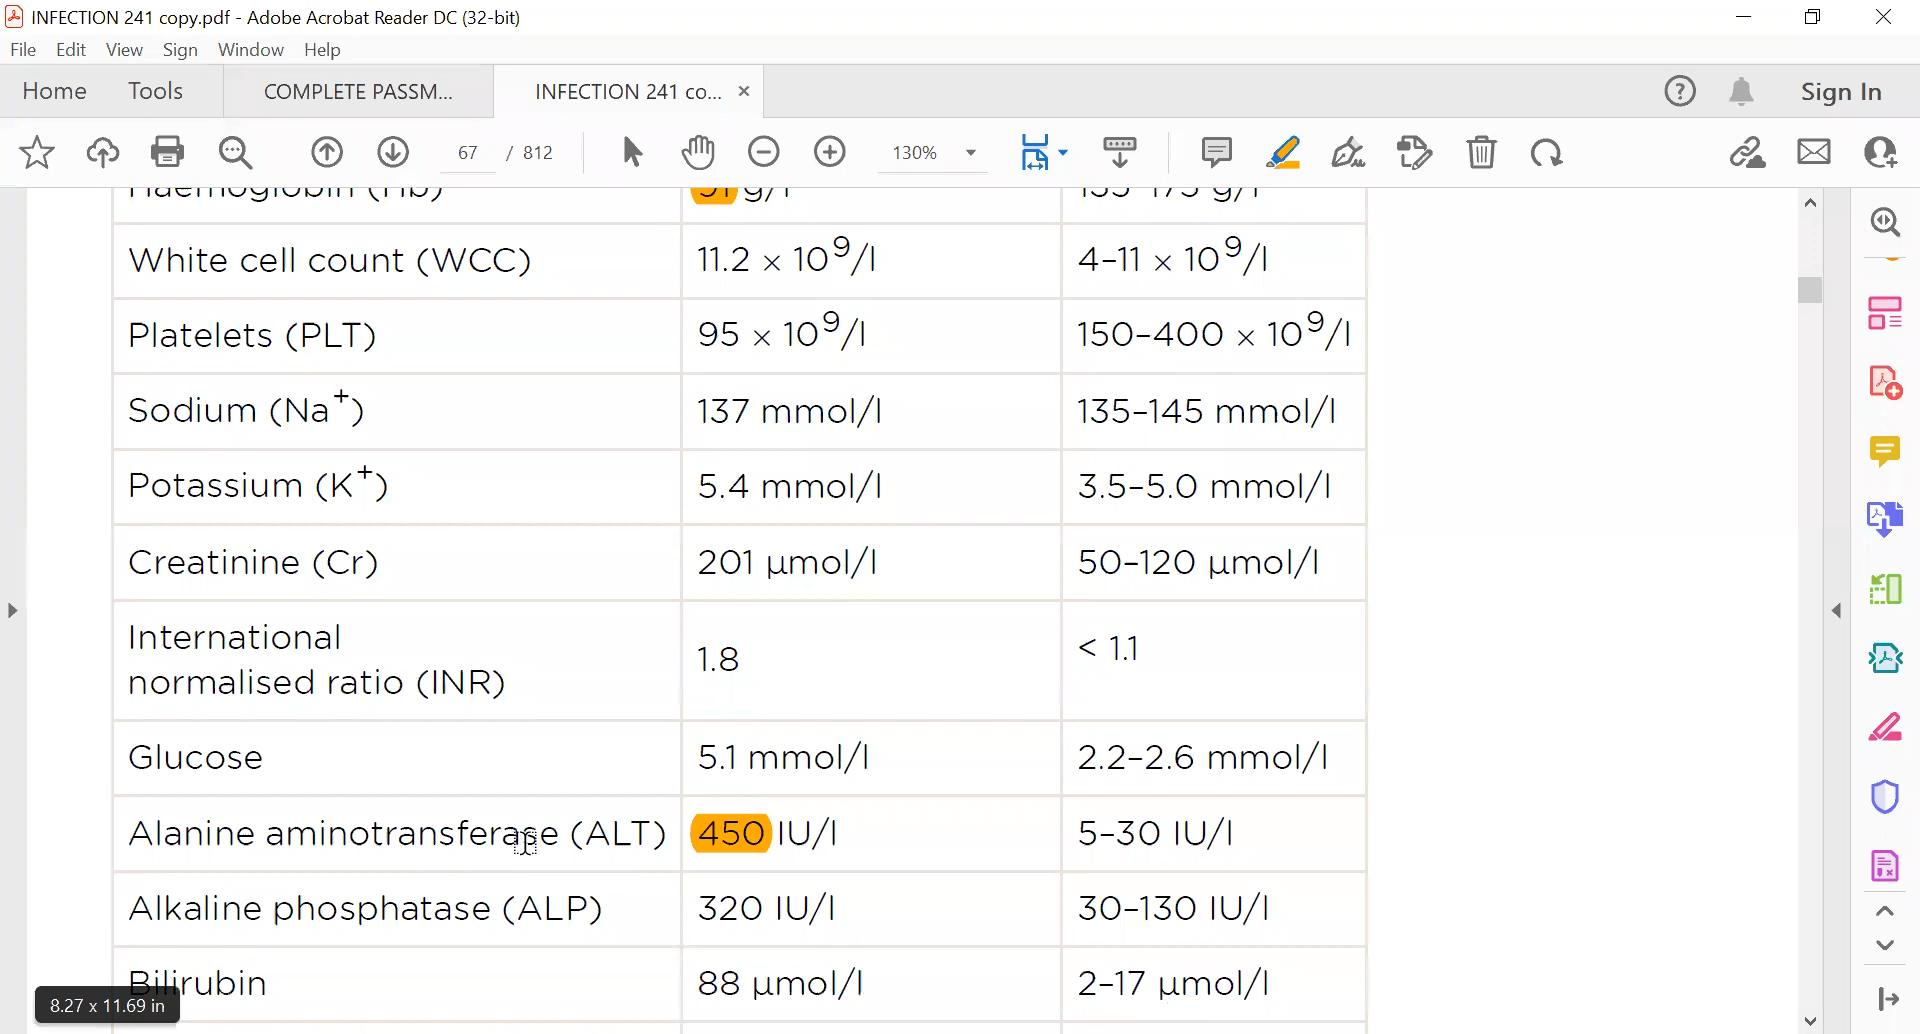 INFECTION 241 copy.pdf - Adobe Acrobat Reader DC (32-bit)
File Edit View Sign Window Help
Home Tools COMPLETE PASSM... INFECTION 241 co... × Sign In
67 / 812 130%
Haemoglobin (Hb) 91 g/l 135–175 g/l
White cell count (WCC) 11.2 × 10⁹/l 4–11 × 10⁹/l
Platelets (PLT) 95 × 10⁹/l 150–400 × 10⁹/l
Sodium (Na⁺) 137 mmol/l 135–145 mmol/l
Potassium (K⁺) 5.4 mmol/l 3.5–5.0 mmol/l
Creatinine (Cr) 201 µmol/l 50–120 µmol/l
International
normalised ratio (INR) 1.8 < 1.1
Glucose 5.1 mmol/l 2.2–2.6 mmol/l
Alanine aminotransferase (ALT) 450 IU/l 5–30 IU/l
Alkaline phosphatase (ALP) 320 IU/l 30–130 IU/l
Bilirubin 88 µmol/l 2–17 µmol/l
8.27 x 11.69 in